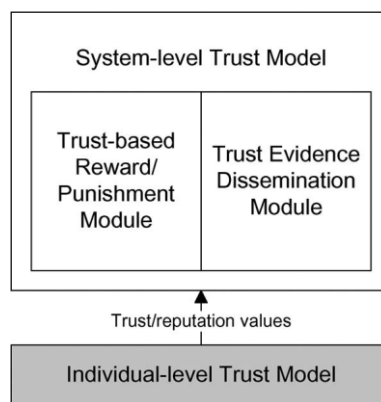 System-level Trust Model
Trust-based
Reward/
Punishment
Module
Trust Evidence
Dissemination
Module
Trust/reputation values
Individual-level Trust Model